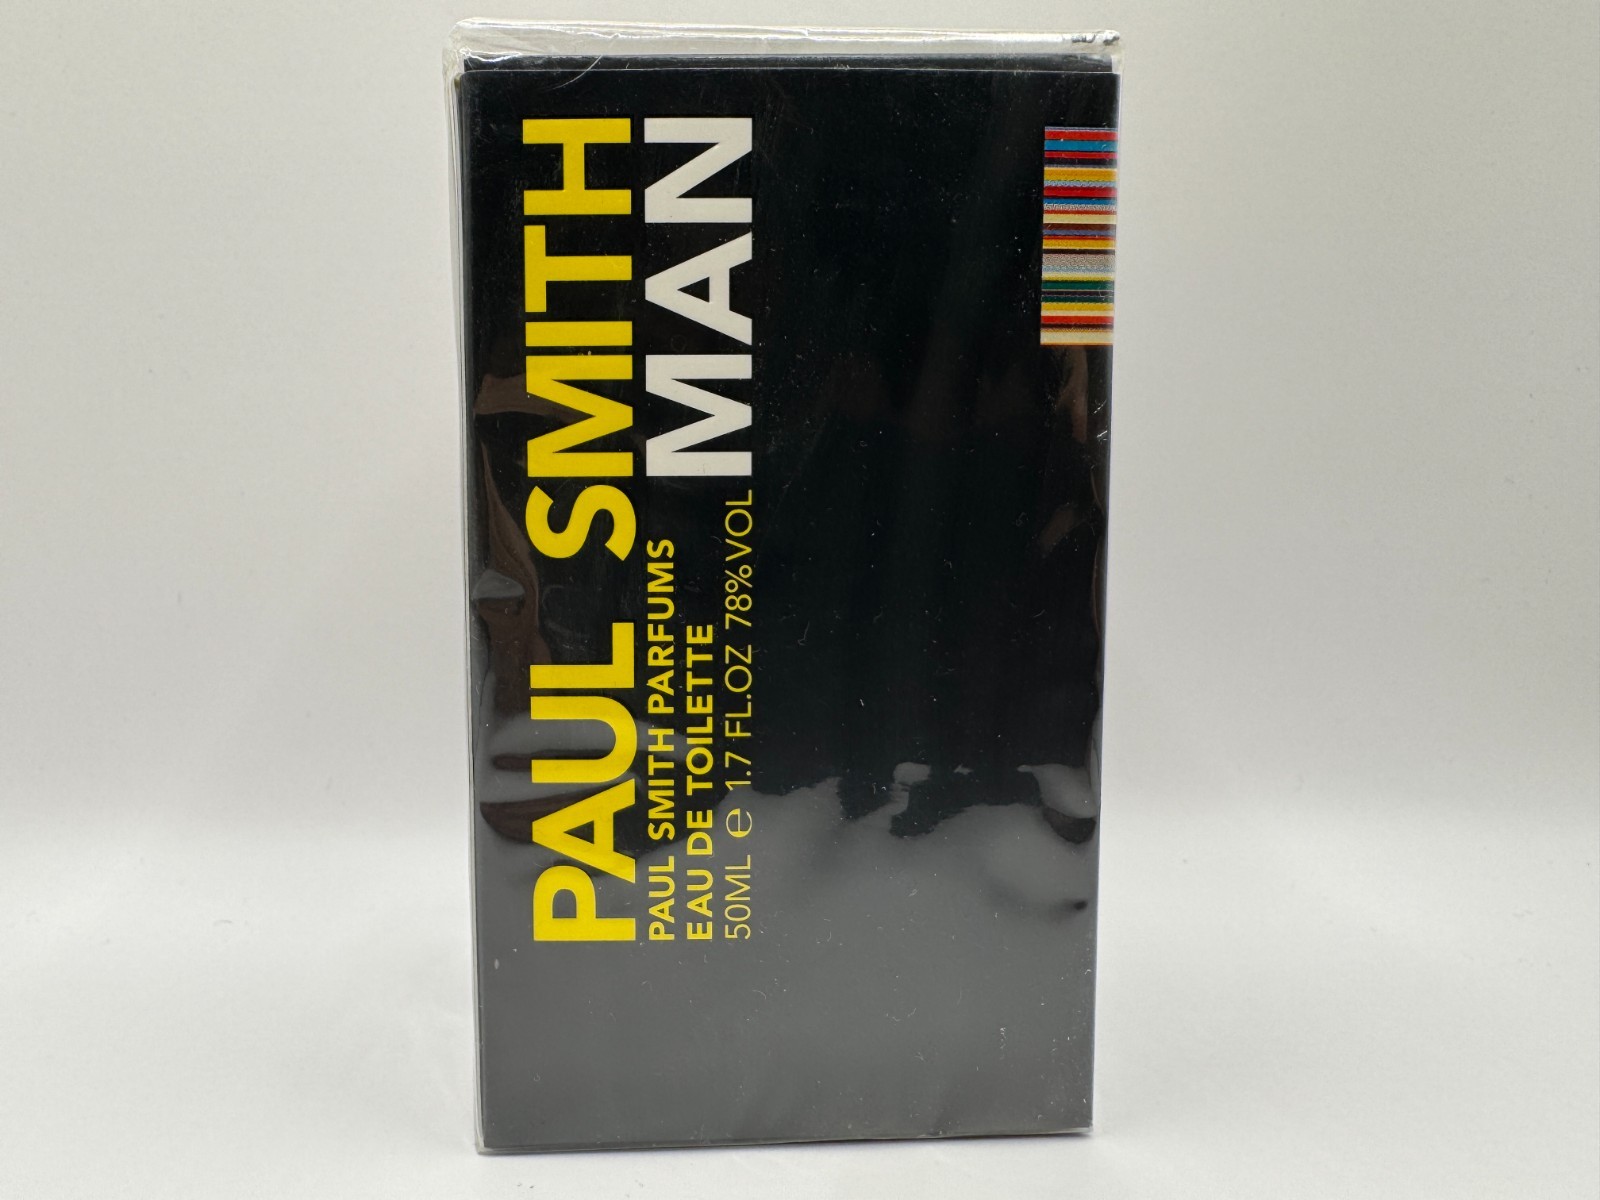 PAUL SMITH
MAN
PAUL SMITH PARFUMS
EAU DE TOILETTE
50ML e 1.7 FL.OZ 78% VOL